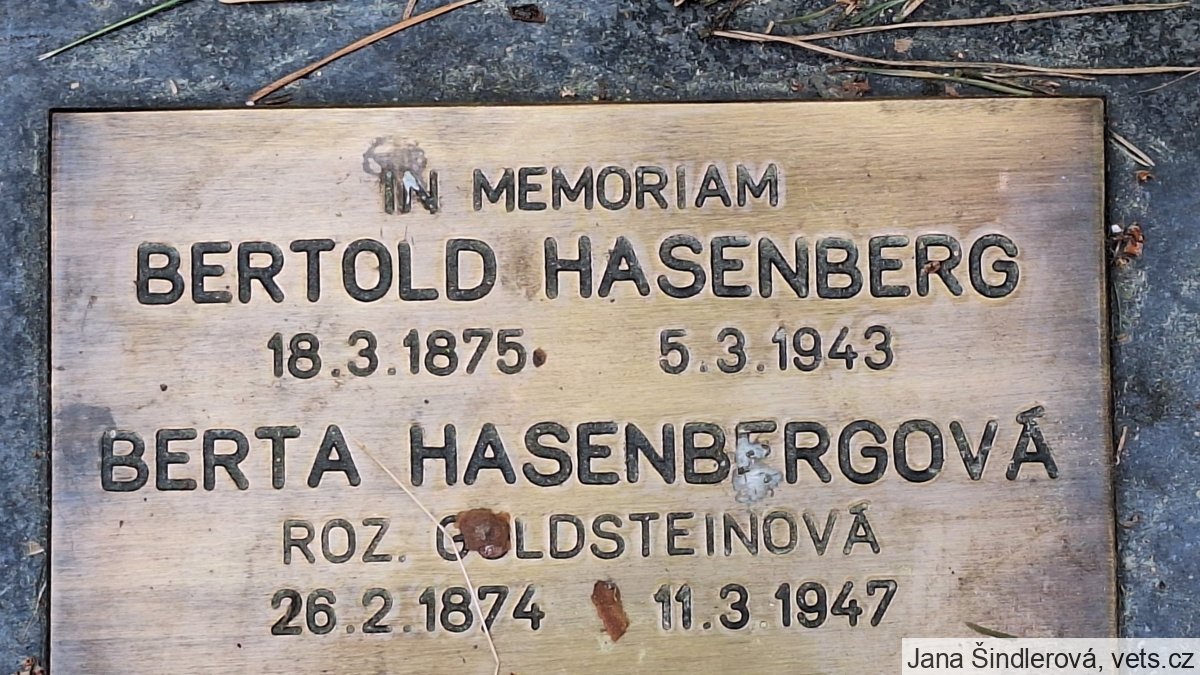 IN MEMORIAM
BERTOLD HASENBERG
18.3.1875 5.3.1943
BERTA HASENBERGOVÁ
ROZ. GOLDSTEINOVÁ
26.2.1874 11.3.1947
Jana Šindlerová, vets.cz